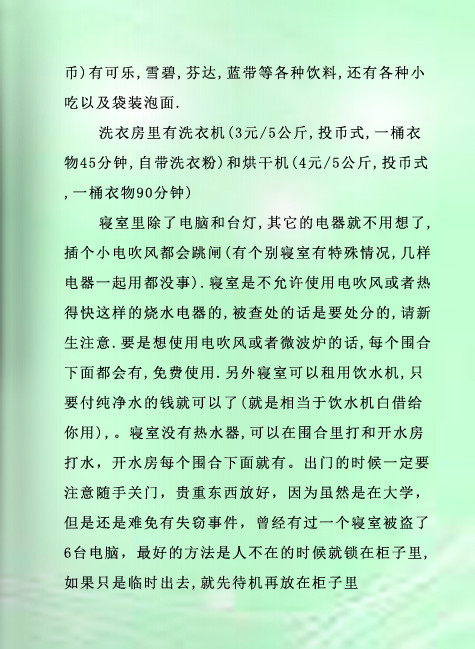 币)有可乐,雪碧,芬达,蓝带等各种饮料,还有各种小
吃以及袋装泡面.
洗衣房里有洗衣机(3元/5公斤,投币式,一桶衣
物45分钟,自带洗衣粉)和烘干机(4元/5公斤,投币式
,一桶衣物90分钟)
寝室里除了电脑和台灯,其它的电器就不用想了,
插个小电吹风都会跳闸(有个别寝室有特殊情况,几样
电器一起用都没事).寝室是不允许使用电吹风或者热
得快这样的烧水电器的,被查处的话是要处分的,请新
生注意.要是想使用电吹风或者微波炉的话,每个围合
下面都会有,免费使用.另外寝室可以租用饮水机,只
要付纯净水的钱就可以了(就是相当于饮水机白借给
你用),。寝室没有热水器,可以在围合里打和开水房
打水，开水房每个围合下面就有。出门的时候一定要
注意随手关门，贵重东西放好，因为虽然是在大学，
但是还是难免有失窃事件，曾经有过一个寝室被盗了
6台电脑，最好的方法是人不在的时候就锁在柜子里,
如果只是临时出去,就先待机再放在柜子里